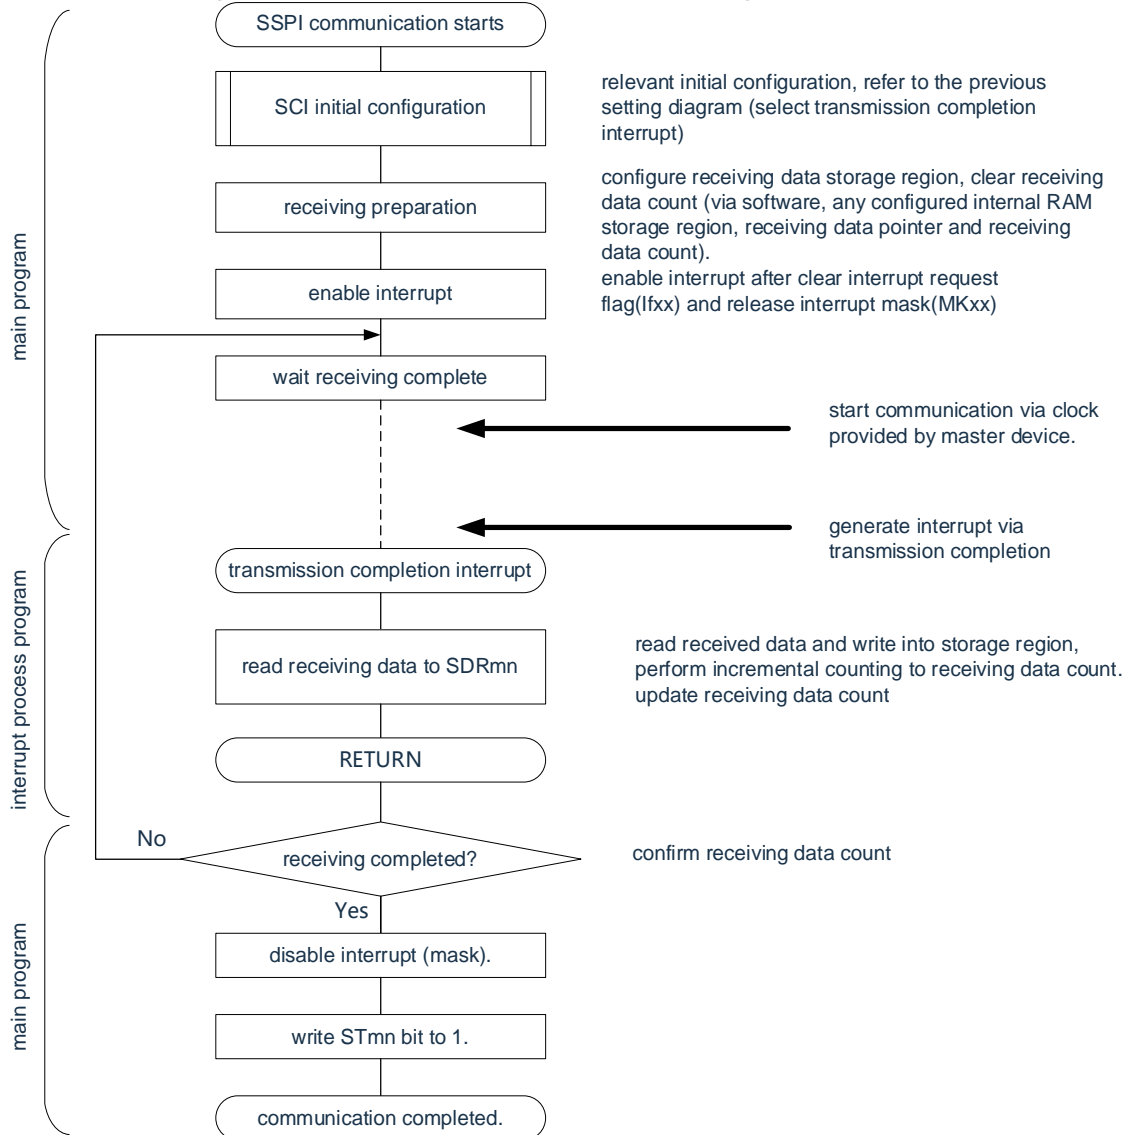 SSPI communication starts
SCI initial configuration
relevant initial configuration, refer to the previous
setting diagram (select transmission completion
interrupt)
receiving preparation
configure receiving data storage region, clear receiving
data count (via software, any configured internal RAM
storage region, receiving data pointer and receiving
data count).
enable interrupt
enable interrupt after clear interrupt request
flag(Ifxx) and release interrupt mask(MKxx)
main program
wait receiving complete
start communication via clock
provided by master device.
generate interrupt via
transmission completion
transmission completion interrupt
interrupt process program
read receiving data to SDRmn
read received data and write into storage region,
perform incremental counting to receiving data count.
update receiving data count
RETURN
No
receiving completed?
confirm receiving data count
Yes
main program
disable interrupt (mask).
write STmn bit to 1.
communication completed.